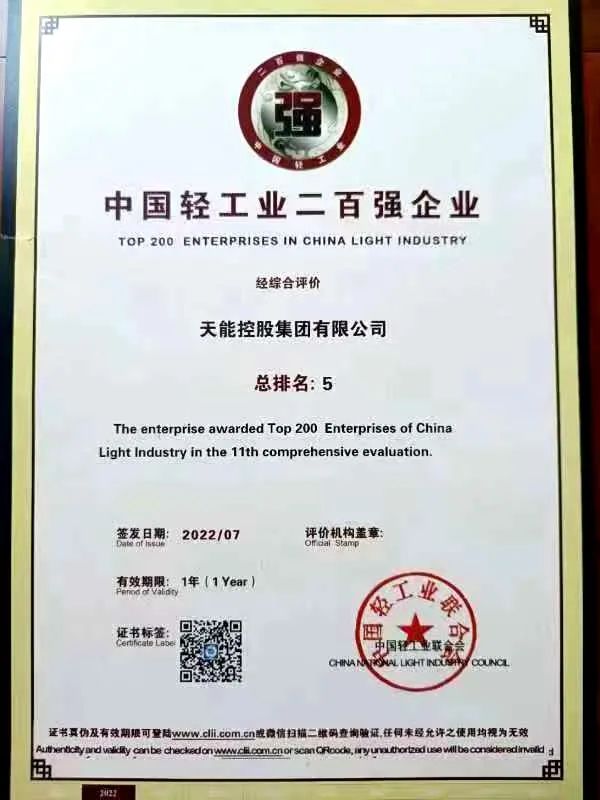 二百强企业
强
中国轻工业
中国轻工业二百强企业
TOP 200 ENTERPRISES IN CHINA LIGHT INDUSTRY
经综合评价
天能控股集团有限公司
总排名: 5
The enterprise awarded Top 200 Enterprises of China
Light Industry in the 11th comprehensive evaluation.
签发日期: 2022/07
Date of Issue
评价机构盖章:
Official Stamp
有效期限: 1年 ( 1 Year )
Period of Validity
证书标签:
Certificate Label
中国轻工业联合会
中国轻工业联合会
CHINA NATIONAL LIGHT INDUSTRY COUNCIL
证书真伪及有效期限可登陆www.clii.com.cn或微信扫描二维码查询验证,任何未经允许之使用均视为无效
Authenticity and validity can be checked on www.clii.com.cn or scan QRcode, any unauthorized use will be considered invalid
2022